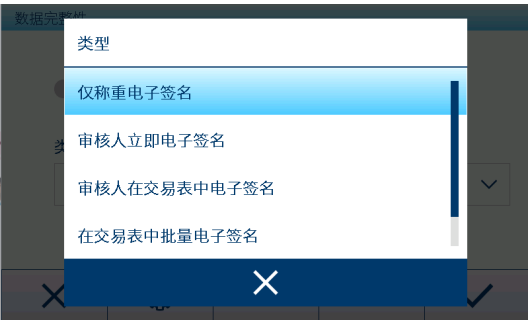 数据完整性
类型
仅称重电子签名
审核人立即电子签名
审核人在交易表中电子签名
在交易表中批量电子签名